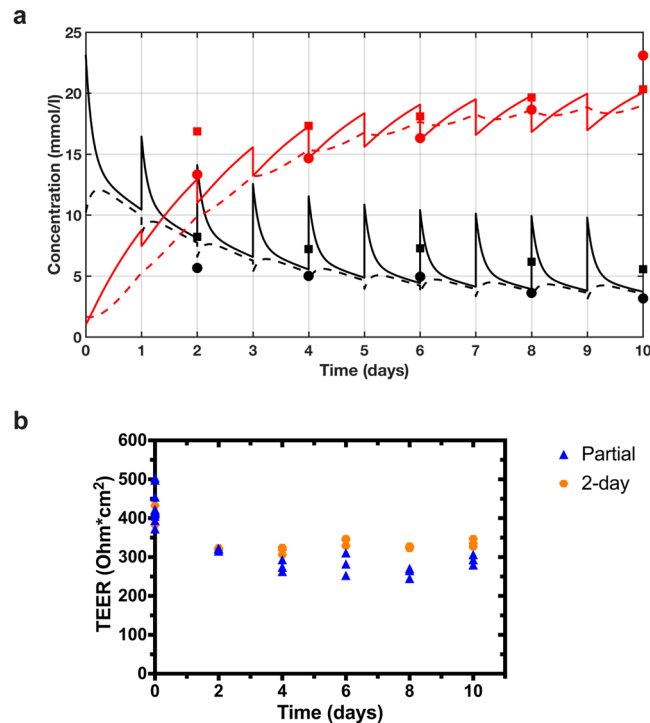 a
Concentration (mmol/l)
25
20
15
10
5
0
0 1 2 3 4 5 6 7 8 9 10
Time (days)
b
TEER (Ohm*cm²)
600
500
400
300
200
100
0
0 2 4 6 8 10
Time (days)
Partial
2-day